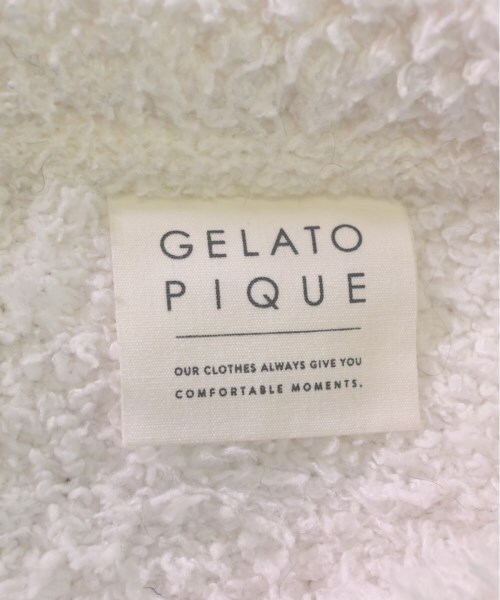 GELATO
PIQUE
OUR CLOTHES ALWAYS GIVE YOU
COMFORTABLE MOMENTS.